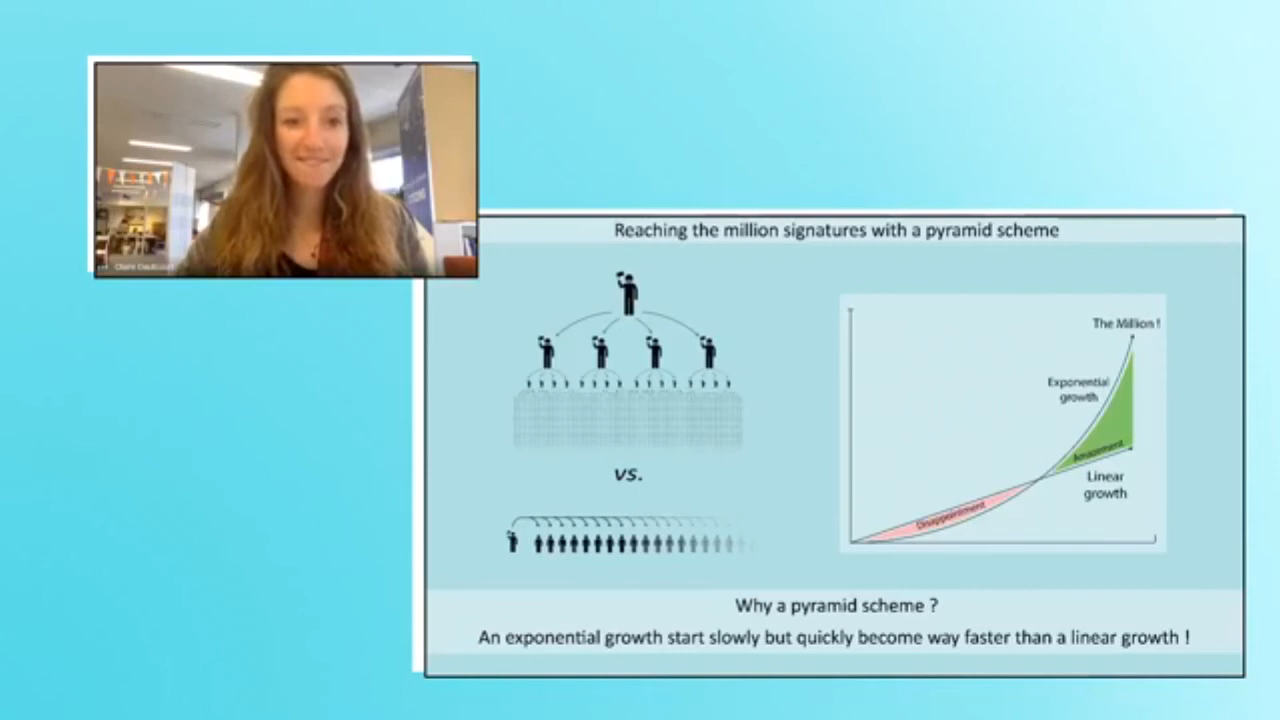 Reaching the million signatures with a pyramid scheme
The Million !
Exponential
growth
Amazement
Linear
growth
Disappointment
vs.
Why a pyramid scheme ?
An exponential growth start slowly but quickly become way faster than a linear growth !